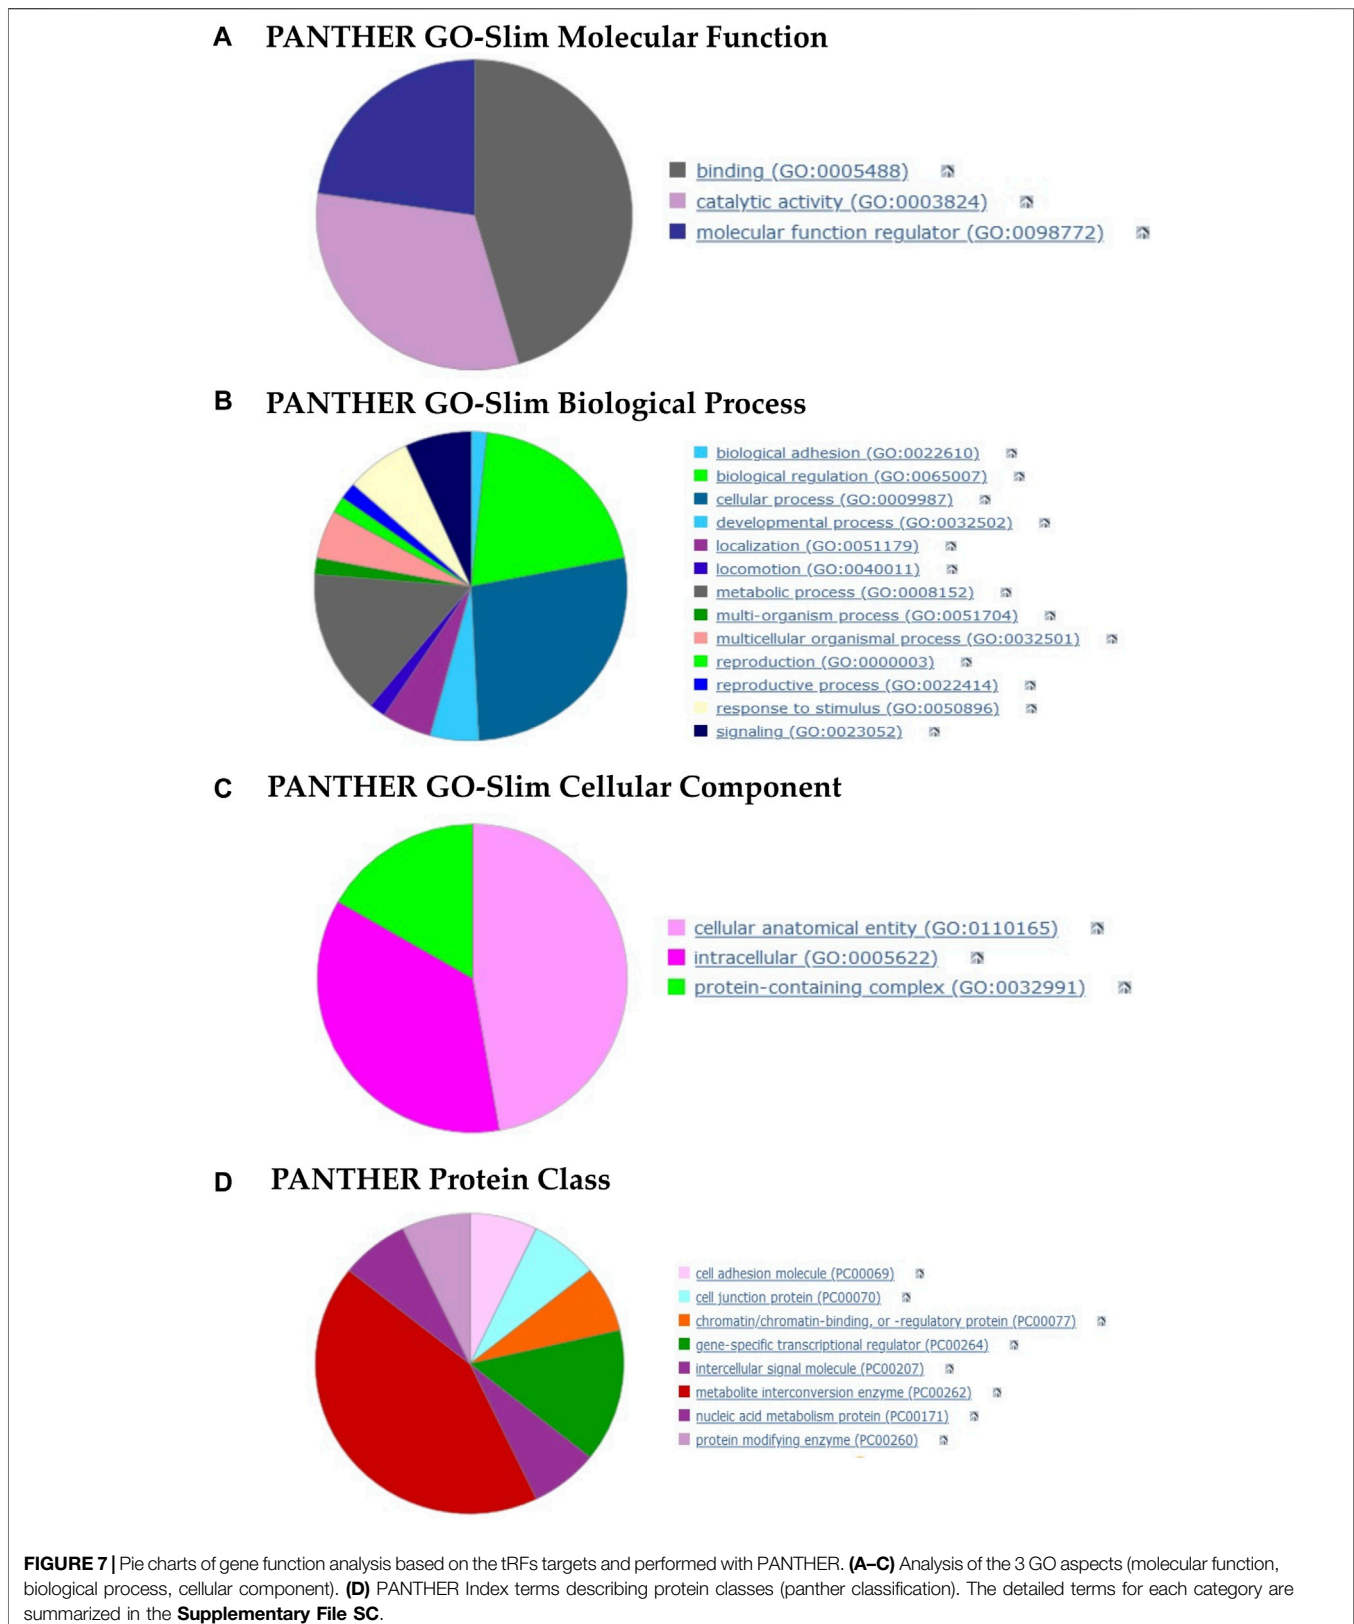 A PANTHER GO-Slim Molecular Function
binding (GO:0005488)
catalytic activity (GO:0003824)
molecular function regulator (GO:0098772)
B PANTHER GO-Slim Biological Process
biological adhesion (GO:0022610)
biological regulation (GO:0065007)
cellular process (GO:0009987)
developmental process (GO:0032502)
localization (GO:0051179)
locomotion (GO:0040011)
metabolic process (GO:0008152)
multi-organism process (GO:0051704)
multicellular organismal process (GO:0032501)
reproduction (GO:0000003)
reproductive process (GO:0022414)
response to stimulus (GO:0050896)
signaling (GO:0023052)
C PANTHER GO-Slim Cellular Component
cellular anatomical entity (GO:0110165)
intracellular (GO:0005622)
protein-containing complex (GO:0032991)
D PANTHER Protein Class
cell adhesion molecule (PC00069)
cell junction protein (PC00070)
chromatin/chromatin-binding, or -regulatory protein (PC00077)
gene-specific transcriptional regulator (PC00264)
intercellular signal molecule (PC00207)
metabolite interconversion enzyme (PC00262)
nucleic acid metabolism protein (PC00171)
protein modifying enzyme (PC00260)
FIGURE 7 | Pie charts of gene function analysis based on the tRFs targets and performed with PANTHER. (A–C) Analysis of the 3 GO aspects (molecular function,
biological process, cellular component). (D) PANTHER Index terms describing protein classes (panther classification). The detailed terms for each category are
summarized in the Supplementary File SC.